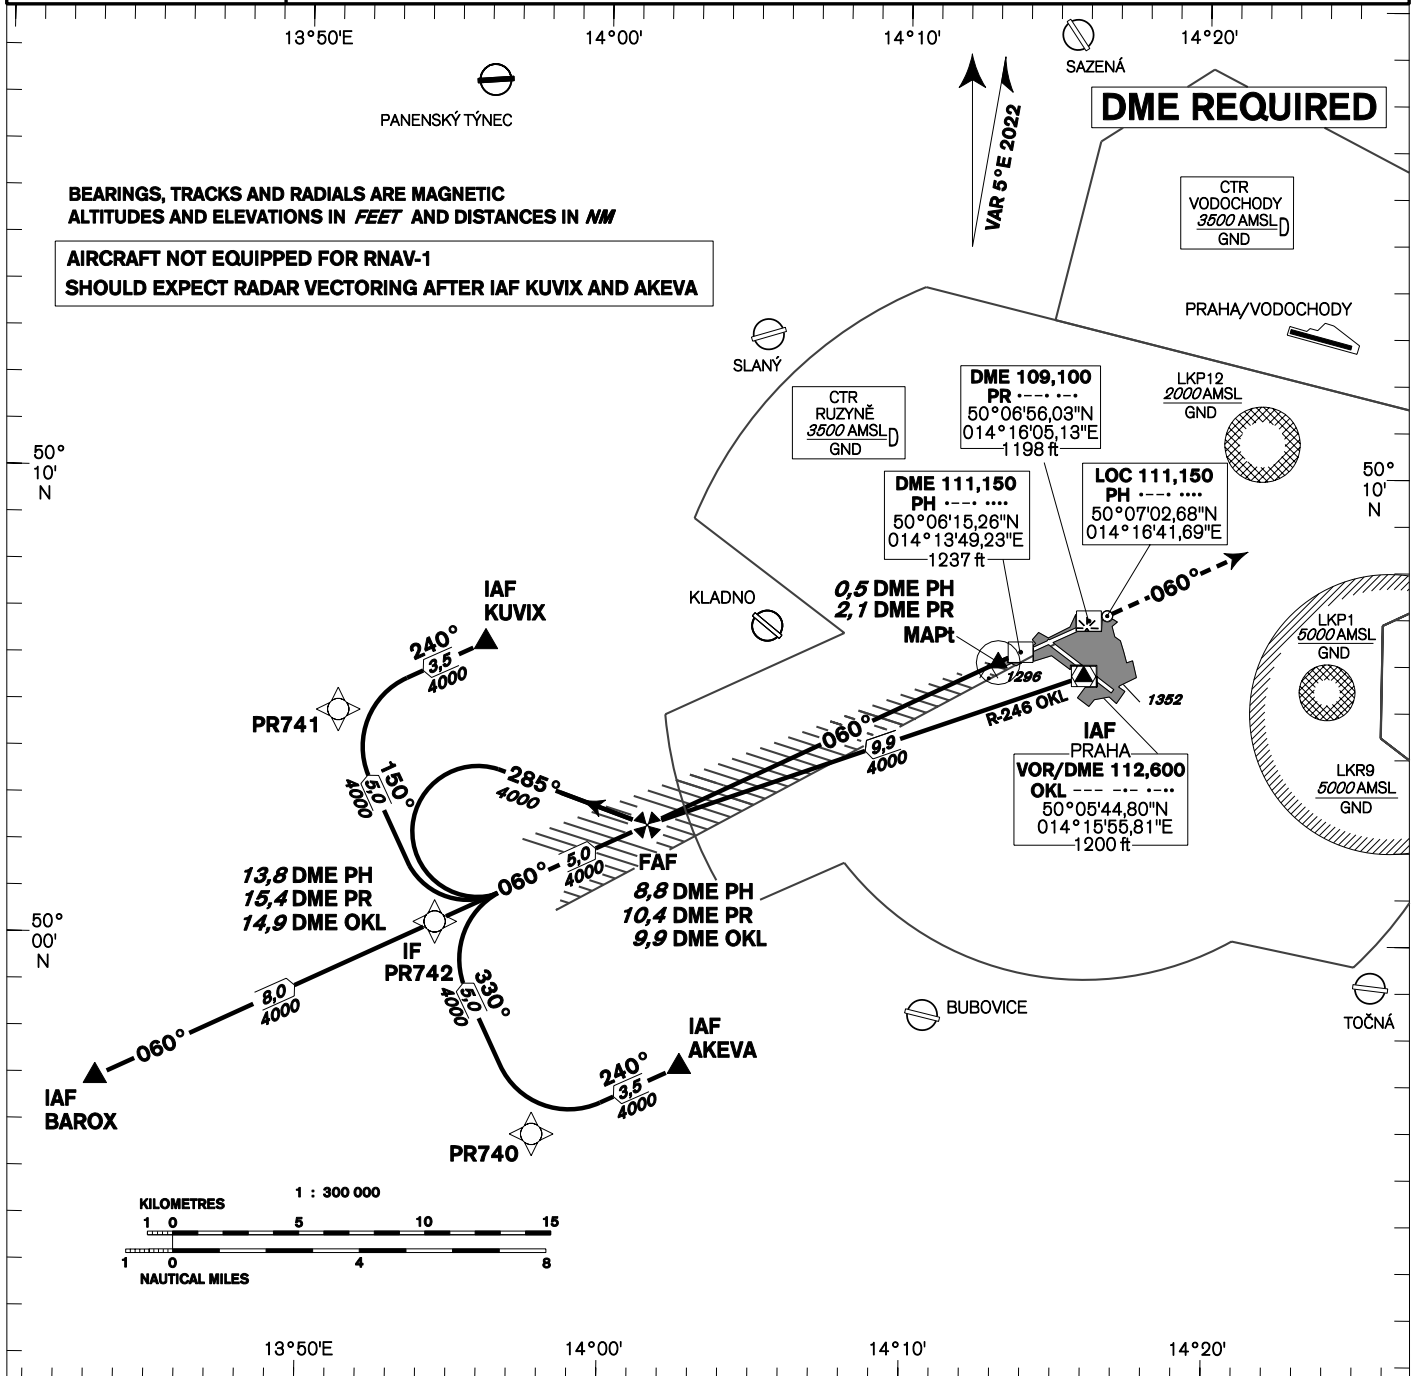 13°50'E
14°00'
14°10'
14°20'
SAZENÁ
PANENSKÝ TÝNEC
DME REQUIRED
VAR 5°E 2022
BEARINGS, TRACKS AND RADIALS ARE MAGNETIC
ALTITUDES AND ELEVATIONS IN FEET AND DISTANCES IN NM
AIRCRAFT NOT EQUIPPED FOR RNAV-1
SHOULD EXPECT RADAR VECTORING AFTER IAF KUVIX AND AKEVA
CTR
VODOCHODY
3500 AMSL D
GND
PRAHA/VODOCHODY
SLANÝ
CTR
RUZYNĚ
3500 AMSL D
GND
DME 109,100
PR ·--· ·-·
50°06'56,03"N
014°16'05,13"E
1198 ft
LKP12
2000 AMSL
GND
50°
10'
N
50°
10'
N
DME 111,150
PH ·--· ····
50°06'15,26"N
014°13'49,23"E
1237 ft
LOC 111,150
PH ·--· ····
50°07'02,68"N
014°16'41,69"E
060°
0,5 DME PH
2,1 DME PR
MAPt
KLADNO
IAF
KUVIX
240°
3,5
4000
PR741
LKP1
5000 AMSL
GND
1296
1352
R-246 OKL
060°
9,9
4000
IAF
PRAHA
VOR/DME 112,600
OKL --- -·- ·-··
50°05'44,80"N
014°15'55,81"E
1200 ft
LKR9
5000 AMSL
GND
150°
5,0
4000
285°
4000
FAF
8,8 DME PH
10,4 DME PR
9,9 DME OKL
060°
5,0
4000
13,8 DME PH
15,4 DME PR
14,9 DME OKL
IF
PR742
50°
00'
N
330°
5,0
4000
8,0
4000
060°
IAF
BAROX
IAF
AKEVA
240°
3,5
4000
PR740
BUBOVICE
TOČNÁ
1 : 300 000
KILOMETRES
1 0 5 10 15
1 0 4 8
NAUTICAL MILES
13°50'E
14°00'
14°10'
14°20'